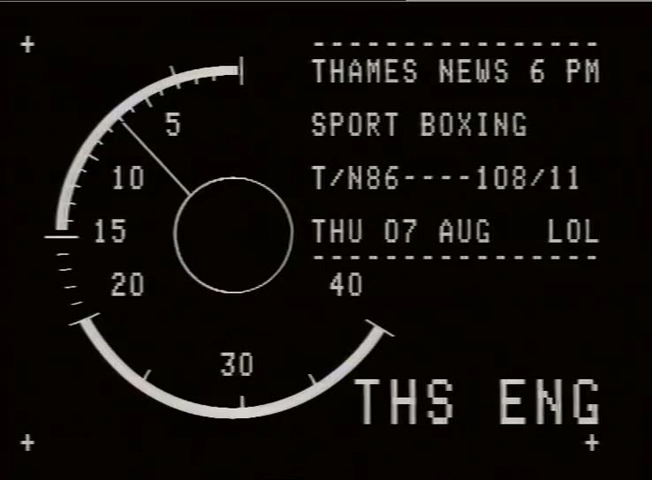 THAMES NEWS 6 PM
SPORT BOXING
T/N86----108/11
THU 07 AUG LOL
5
10
15
20
30
40
THS ENG